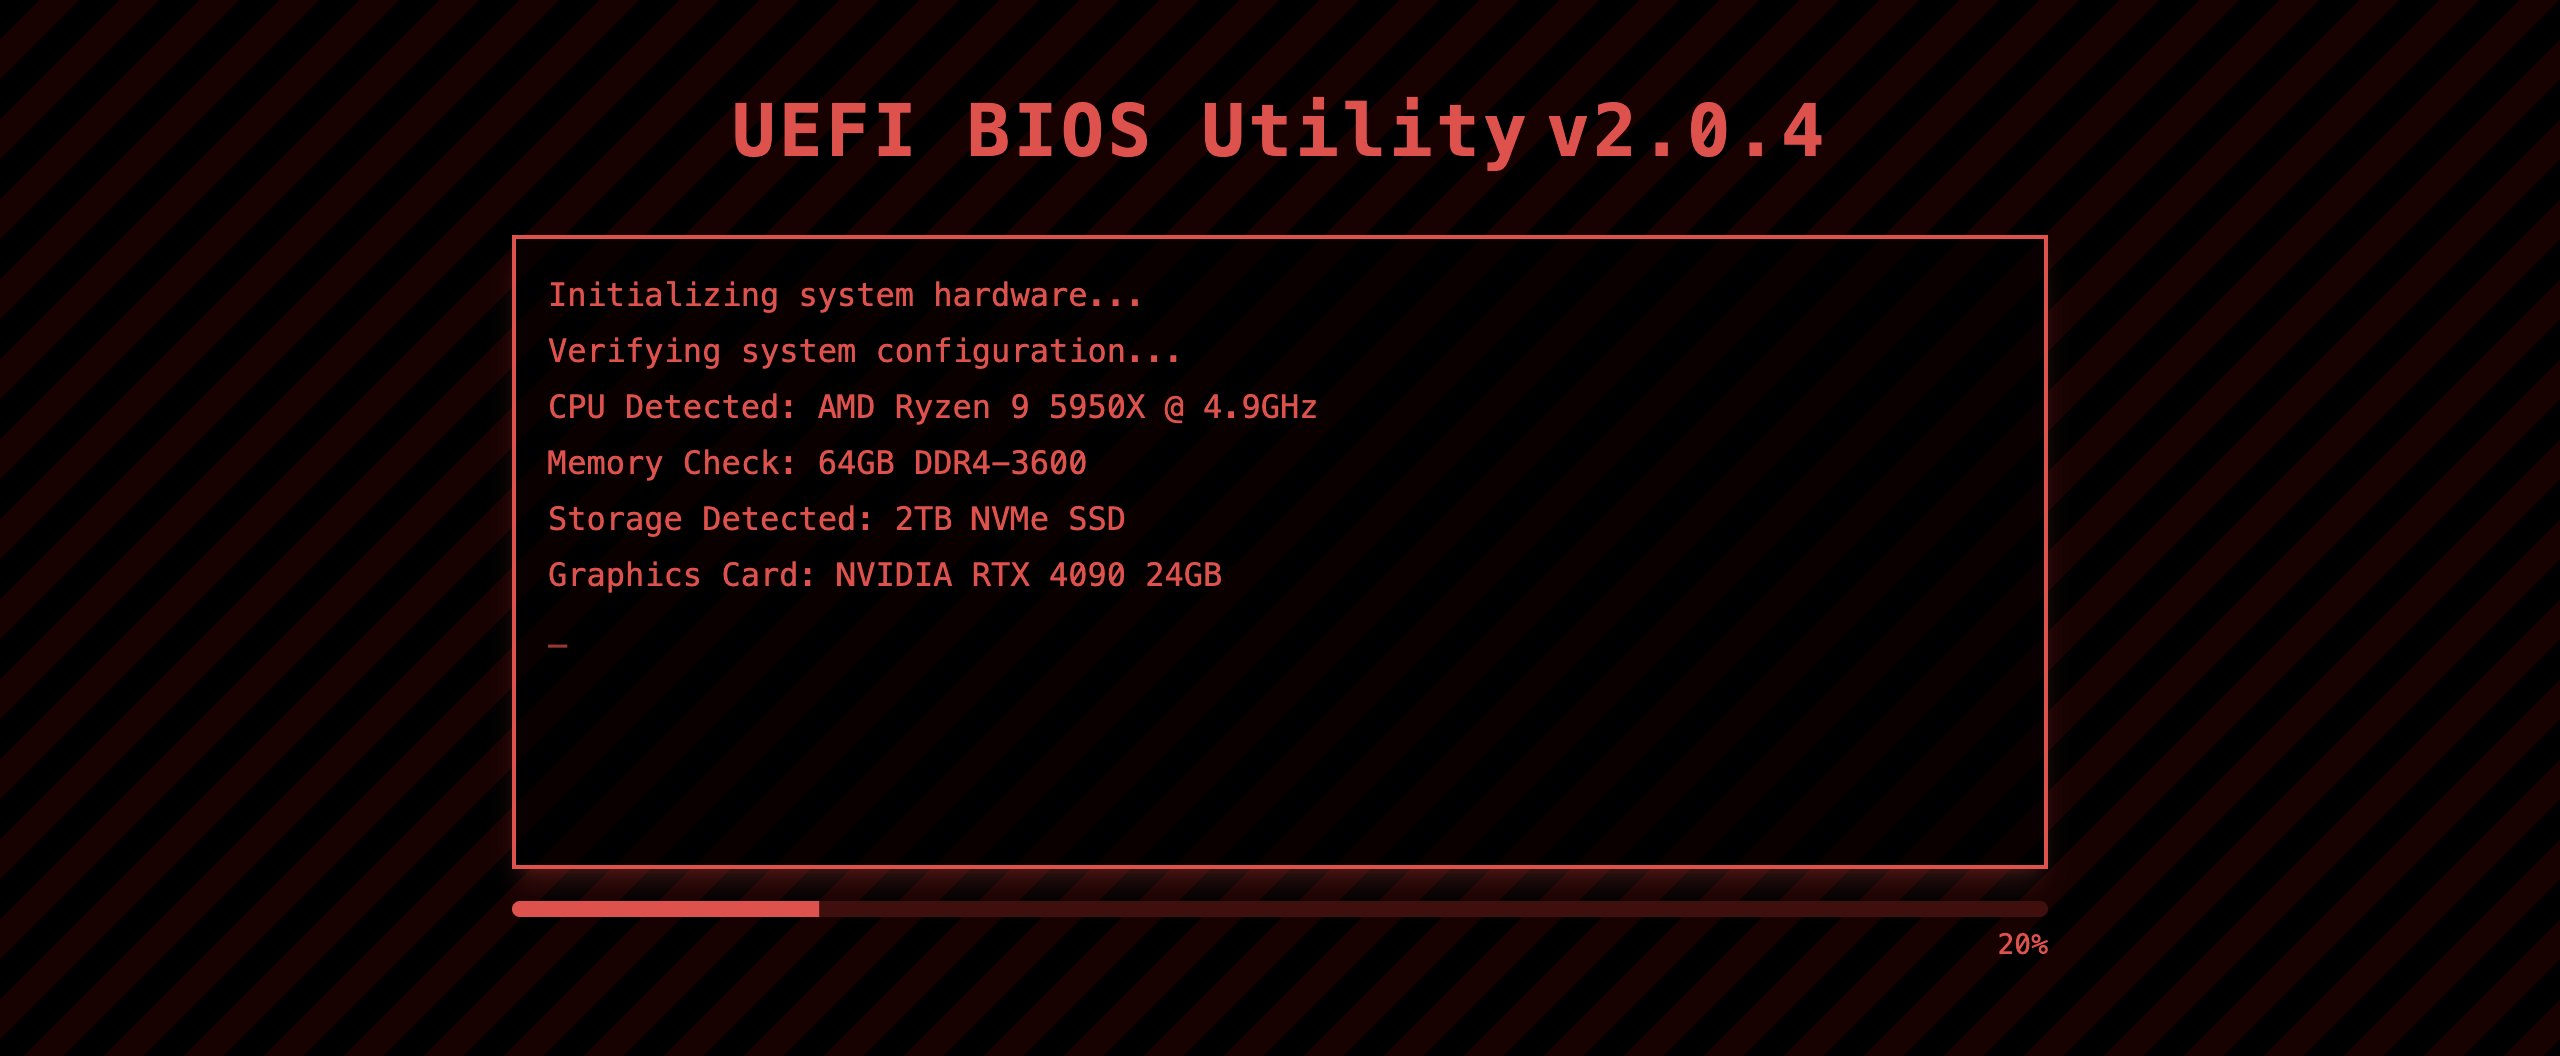 UEFI BIOS Utility v2.0.4
Initializing system hardware...
Verifying system configuration...
CPU Detected: AMD Ryzen 9 5950X @ 4.9GHz
Memory Check: 64GB DDR4-3600
Storage Detected: 2TB NVMe SSD
Graphics Card: NVIDIA RTX 4090 24GB
_
20%